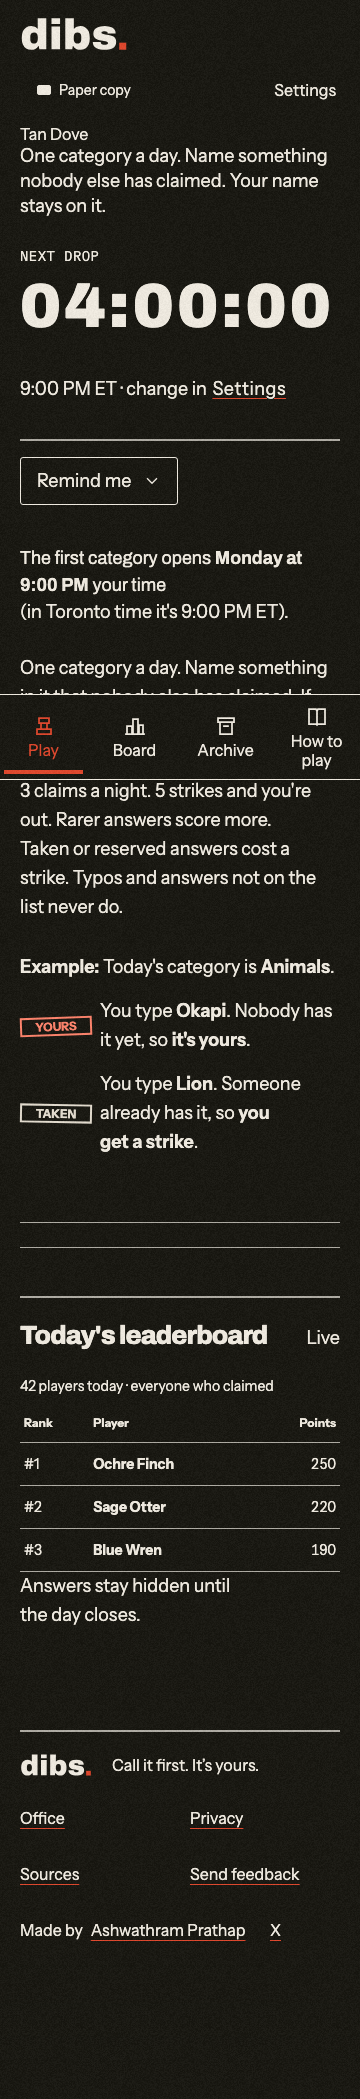 dibs.
Paper copy
Settings
Tan Dove
One category a day. Name something
nobody else has claimed. Your name
stays on it.
NEXT DROP
04:00:00
9:00 PM ET · change in Settings
Remind me
The first category opens Monday at
9:00 PM your time
(in Toronto time it's 9:00 PM ET).
One category a day. Name something
in it that nobody else has claimed. If
Play
Board
Archive
How to
play
3 claims a night. 5 strikes and you're
out. Rarer answers score more.
Taken or reserved answers cost a
strike. Typos and answers not on the
list never do.
Example: Today's category is Animals.
YOURS
You type Okapi. Nobody has
it yet, so it's yours.
TAKEN
You type Lion. Someone
already has it, so you
get a strike.
Today's leaderboard
Live
42 players today · everyone who claimed
Rank Player Points
#1 Ochre Finch 250
#2 Sage Otter 220
#3 Blue Wren 190
Answers stay hidden until
the day closes.
dibs. Call it first. It's yours.
Office Privacy
Sources Send feedback
Made by Ashwathram Prathap X